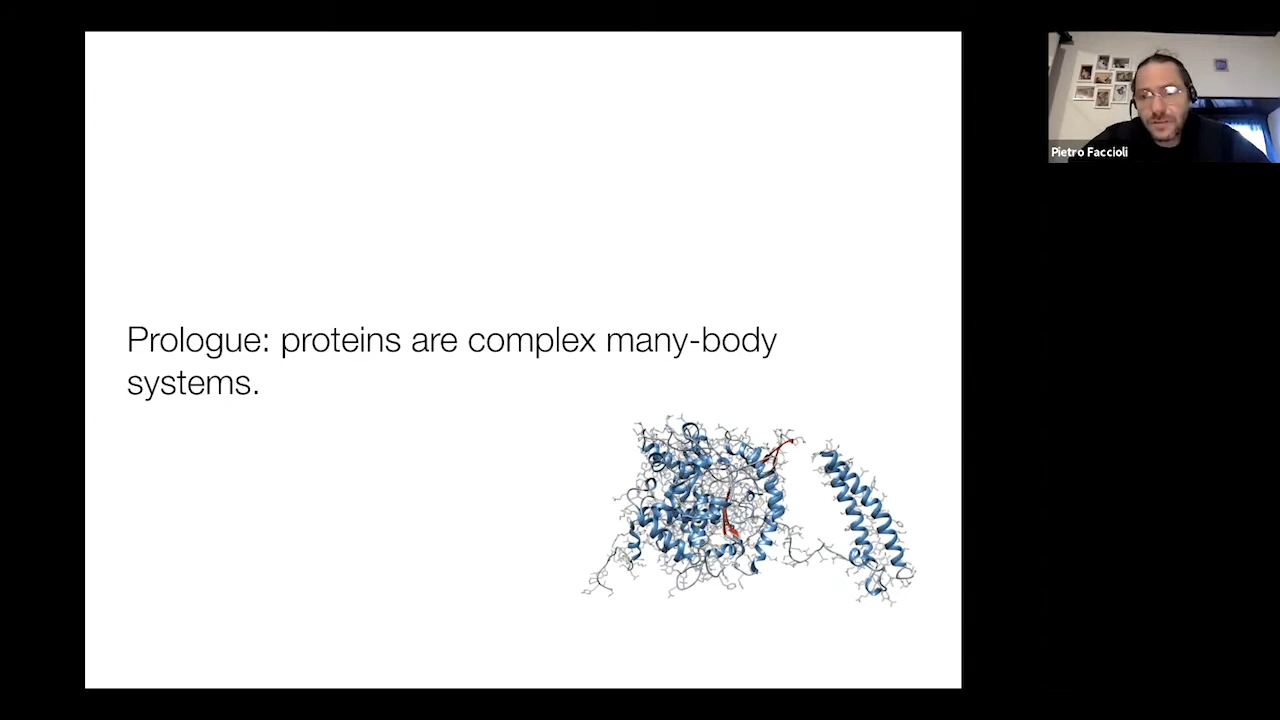 Prologue: proteins are complex many-body
systems.
Pietro Faccioli